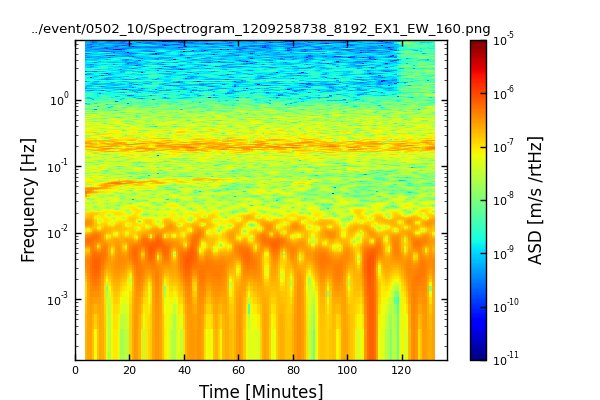 ../event/0502_10/Spectrogram_1209258738_8192_EX1_EW_160.png
Frequency [Hz]
10^0
10^-1
10^-2
10^-3
0 20 40 60 80 100 120
Time [Minutes]
10^-5
10^-6
10^-7
10^-8
10^-9
10^-10
10^-11
ASD [m/s /rtHz]